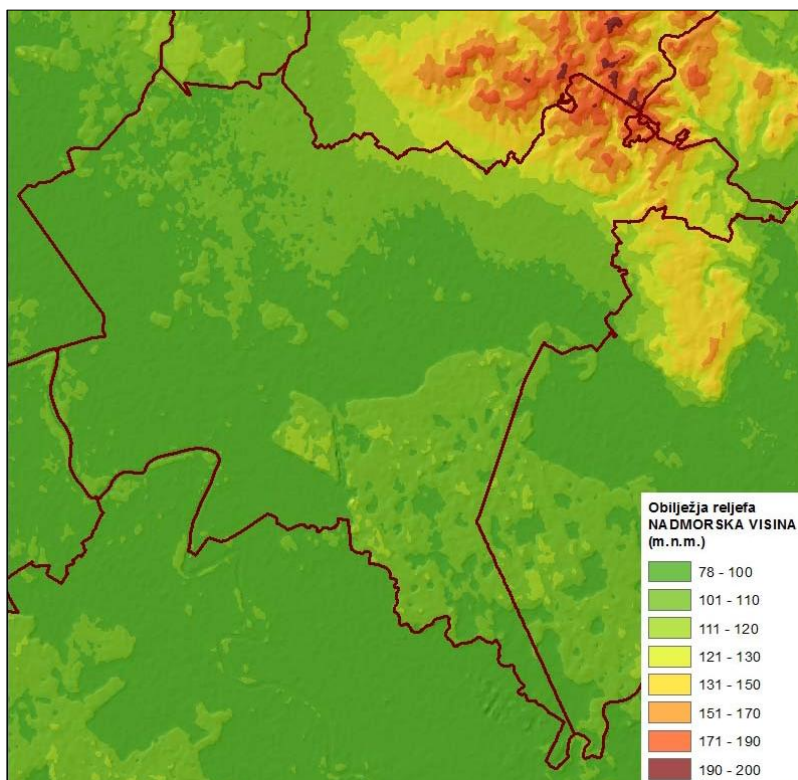 Obilježja reljefa
NADMORSKA VISINA
(m.n.m.)
78 - 100
101 - 110
111 - 120
121 - 130
131 - 150
151 - 170
171 - 190
190 - 200